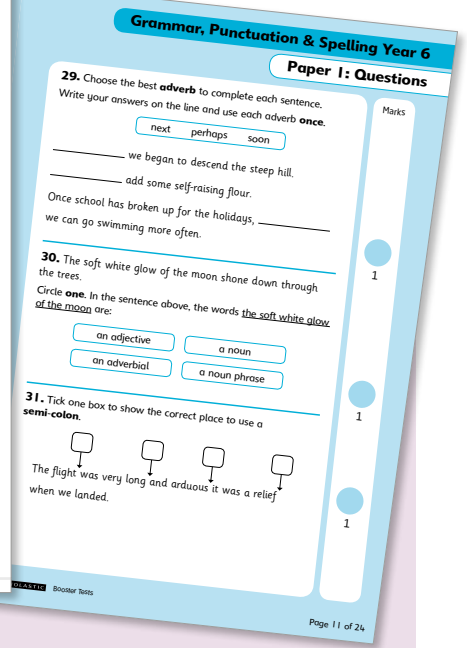 Grammar, Punctuation & Spelling Year 6
Paper 1: Questions
Marks
29. Choose the best adverb to complete each sentence.
Write your answers on the line and use each adverb once.
next perhaps soon
we began to descend the steep hill.
add some self-raising flour.
Once school has broken up for the holidays,
we can go swimming more often.
1
30. The soft white glow of the moon shone down through
the trees.
Circle one. In the sentence above, the words the soft white glow
of the moon are:
an adjective a noun
an adverbial a noun phrase
1
31. Tick one box to show the correct place to use a
semi-colon.
The flight was very long and arduous it was a relief
when we landed.
1
Booster Tests
Page 11 of 24